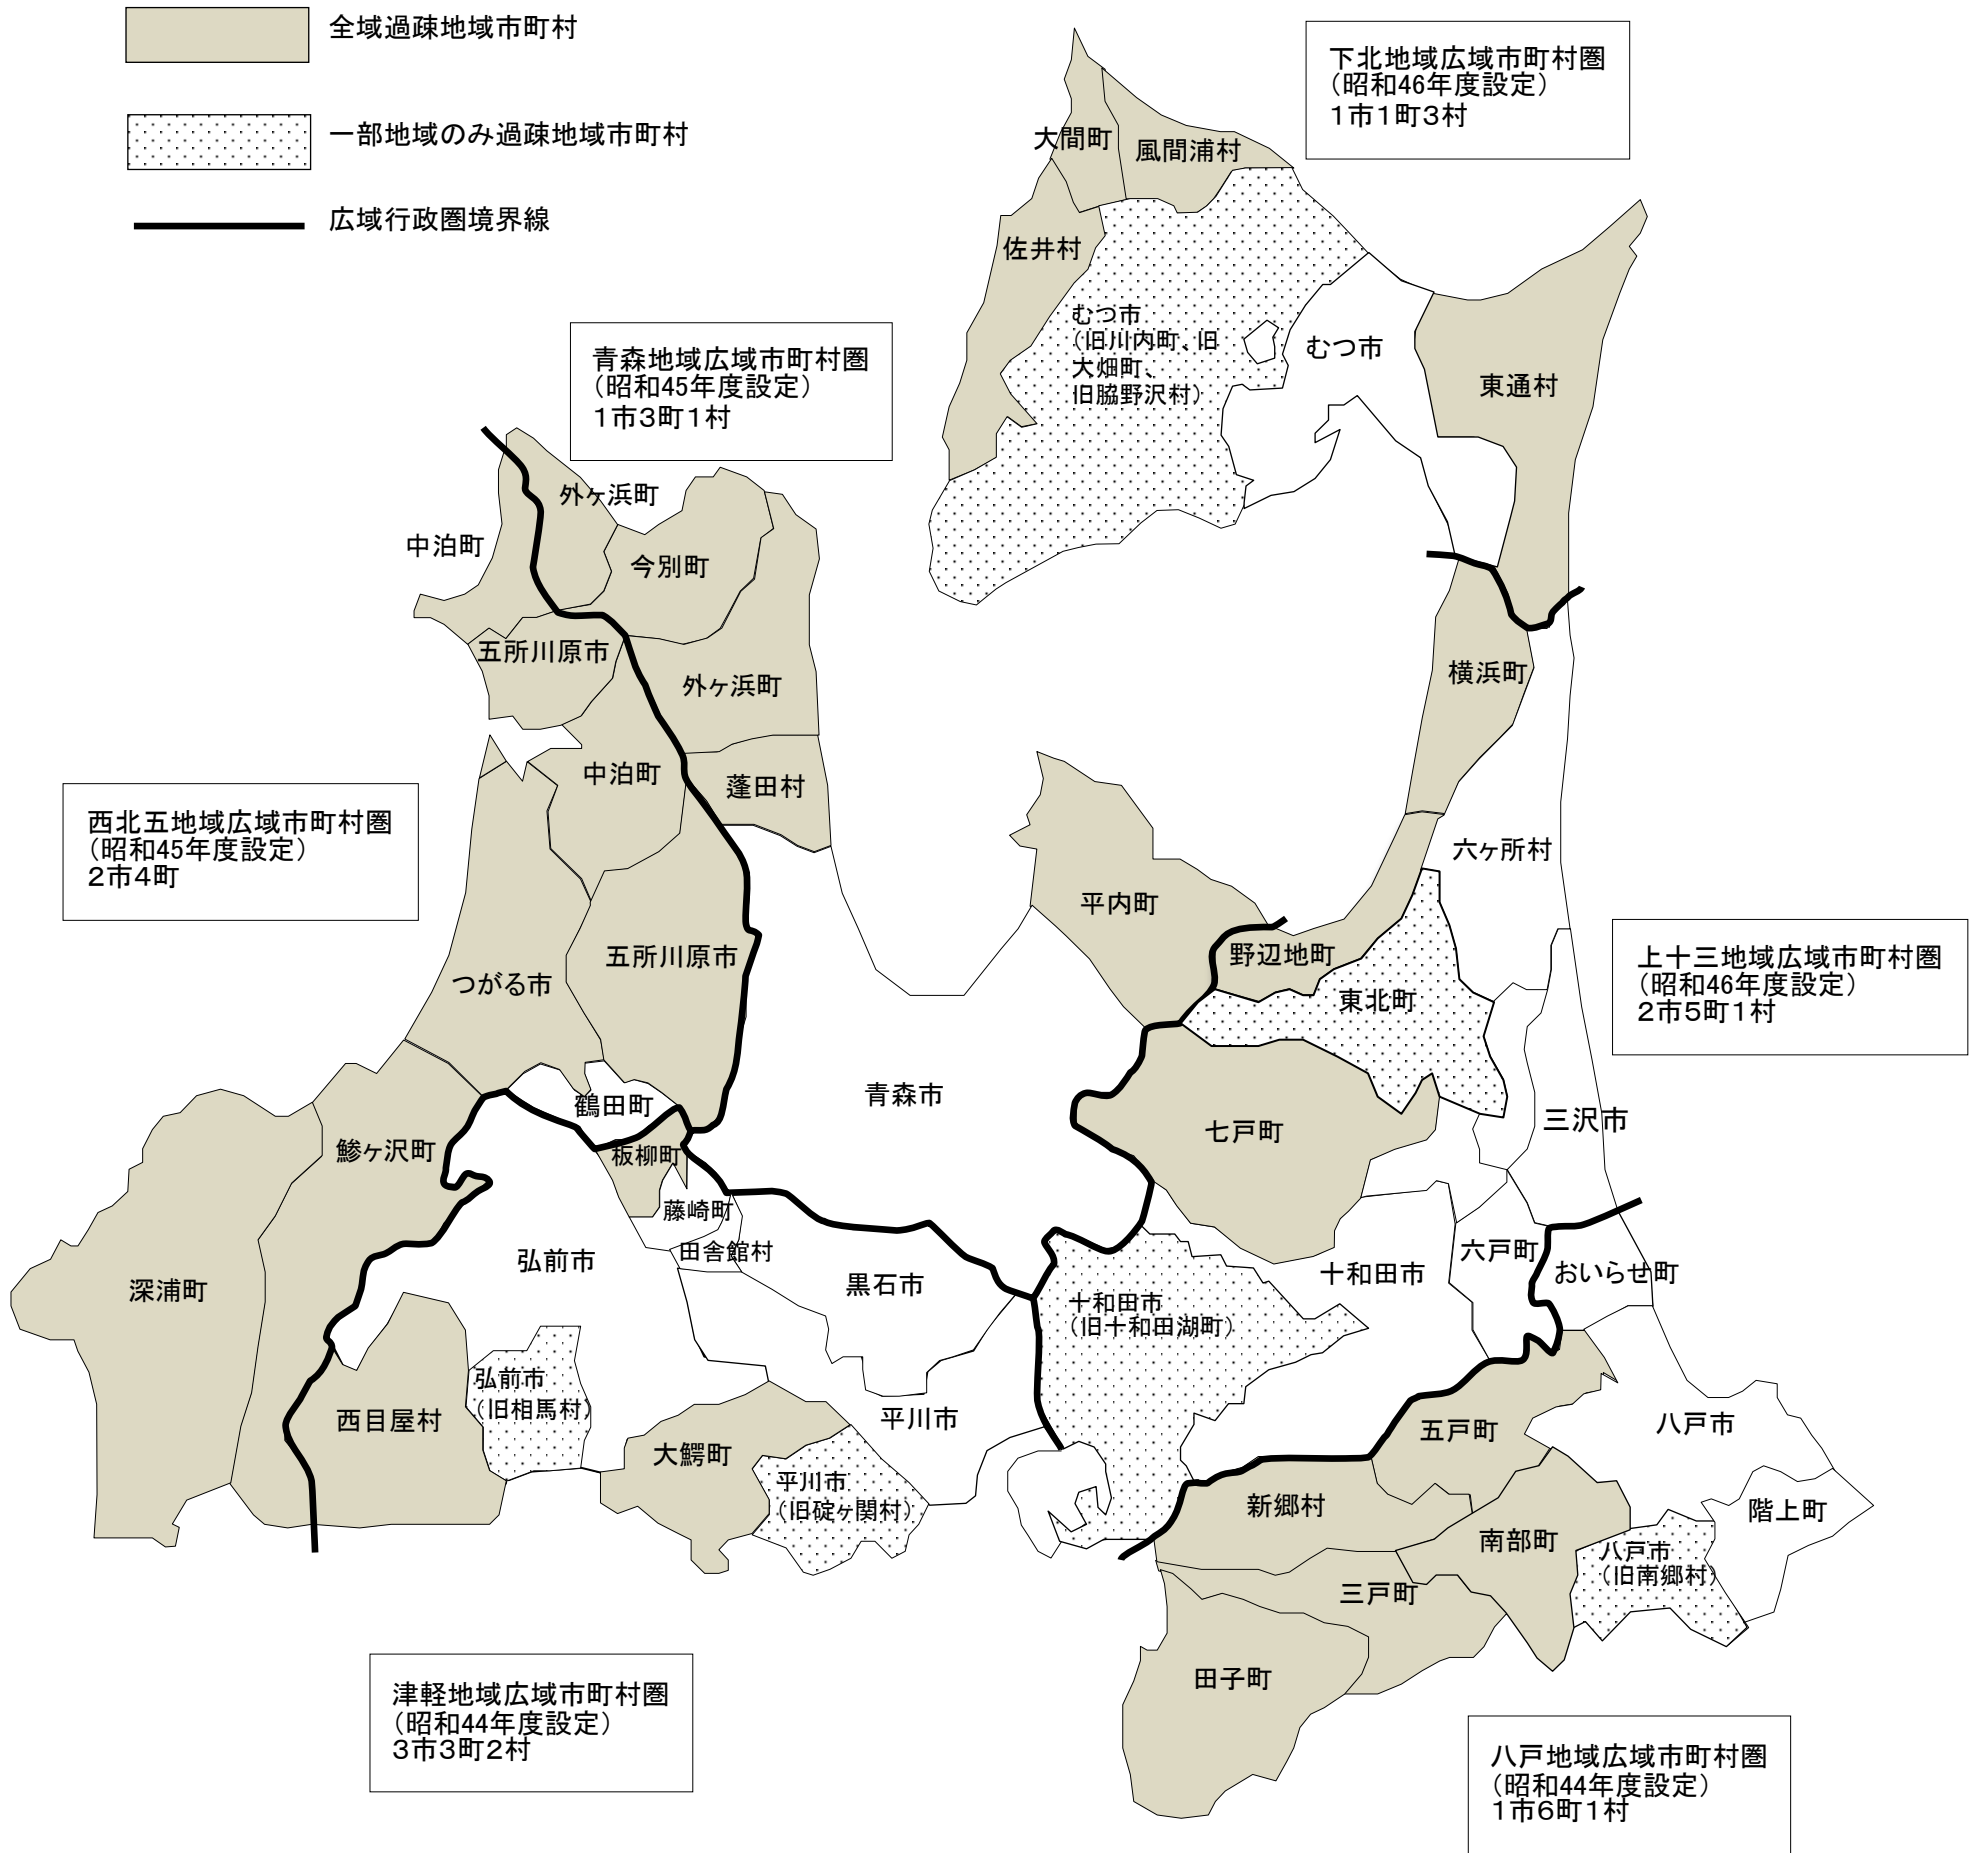 全域過疎地域市町村
一部地域のみ過疎地域市町村
広域行政圏境界線
下北地域広域市町村圏
（昭和46年度設定）
１市１町３村
大間町
風間浦村
佐井村
むつ市
（旧川内町、旧
大畑町、
旧脇野沢村）
むつ市
東通村
青森地域広域市町村圏
（昭和45年度設定）
１市３町１村
外ヶ浜町
中泊町
今別町
五所川原市
外ヶ浜町
横浜町
中泊町
蓬田村
西北五地域広域市町村圏
（昭和45年度設定）
２市４町
六ヶ所村
平内町
野辺地町
五所川原市
つがる市
東北町
上十三地域広域市町村圏
（昭和46年度設定）
２市５町１村
青森市
鶴田町
七戸町
三沢市
鯵ヶ沢町
板柳町
藤崎町
田舎館村
弘前市
黒石市
深浦町
十和田市
六戸町
おいらせ町
十和田市
（旧十和田湖町）
弘前市
（旧相馬村）
西目屋村
平川市
五戸町
八戸市
大鰐町
平川市
（旧碇ヶ関村）
新郷村
階上町
南部町
八戸市
（旧南郷村）
三戸町
田子町
津軽地域広域市町村圏
（昭和44年度設定）
３市３町２村
八戸地域広域市町村圏
（昭和44年度設定）
１市６町１村